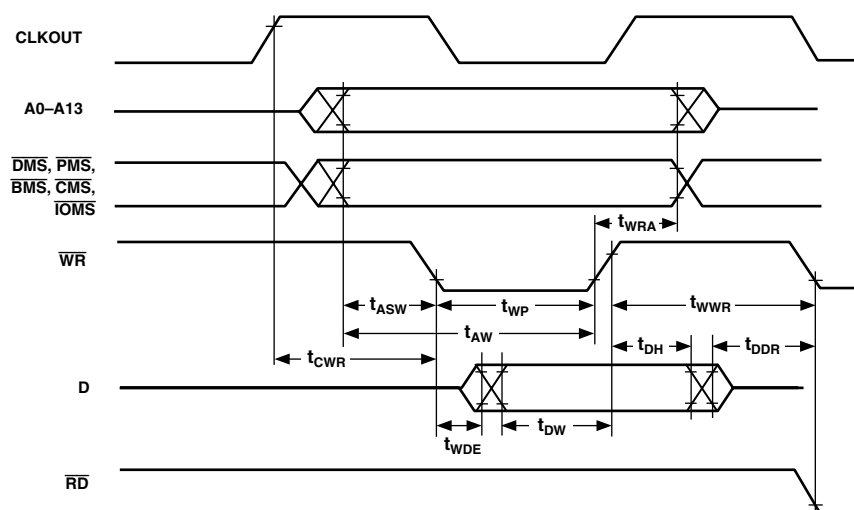 CLKOUT
A0–A13
DMS, PMS,
BMS, CMS,
IOMS
tWRA
WR
tASW
tWP
tWWR
tAW
tCWR
tDH
tDDR
D
tWDE
tDW
RD